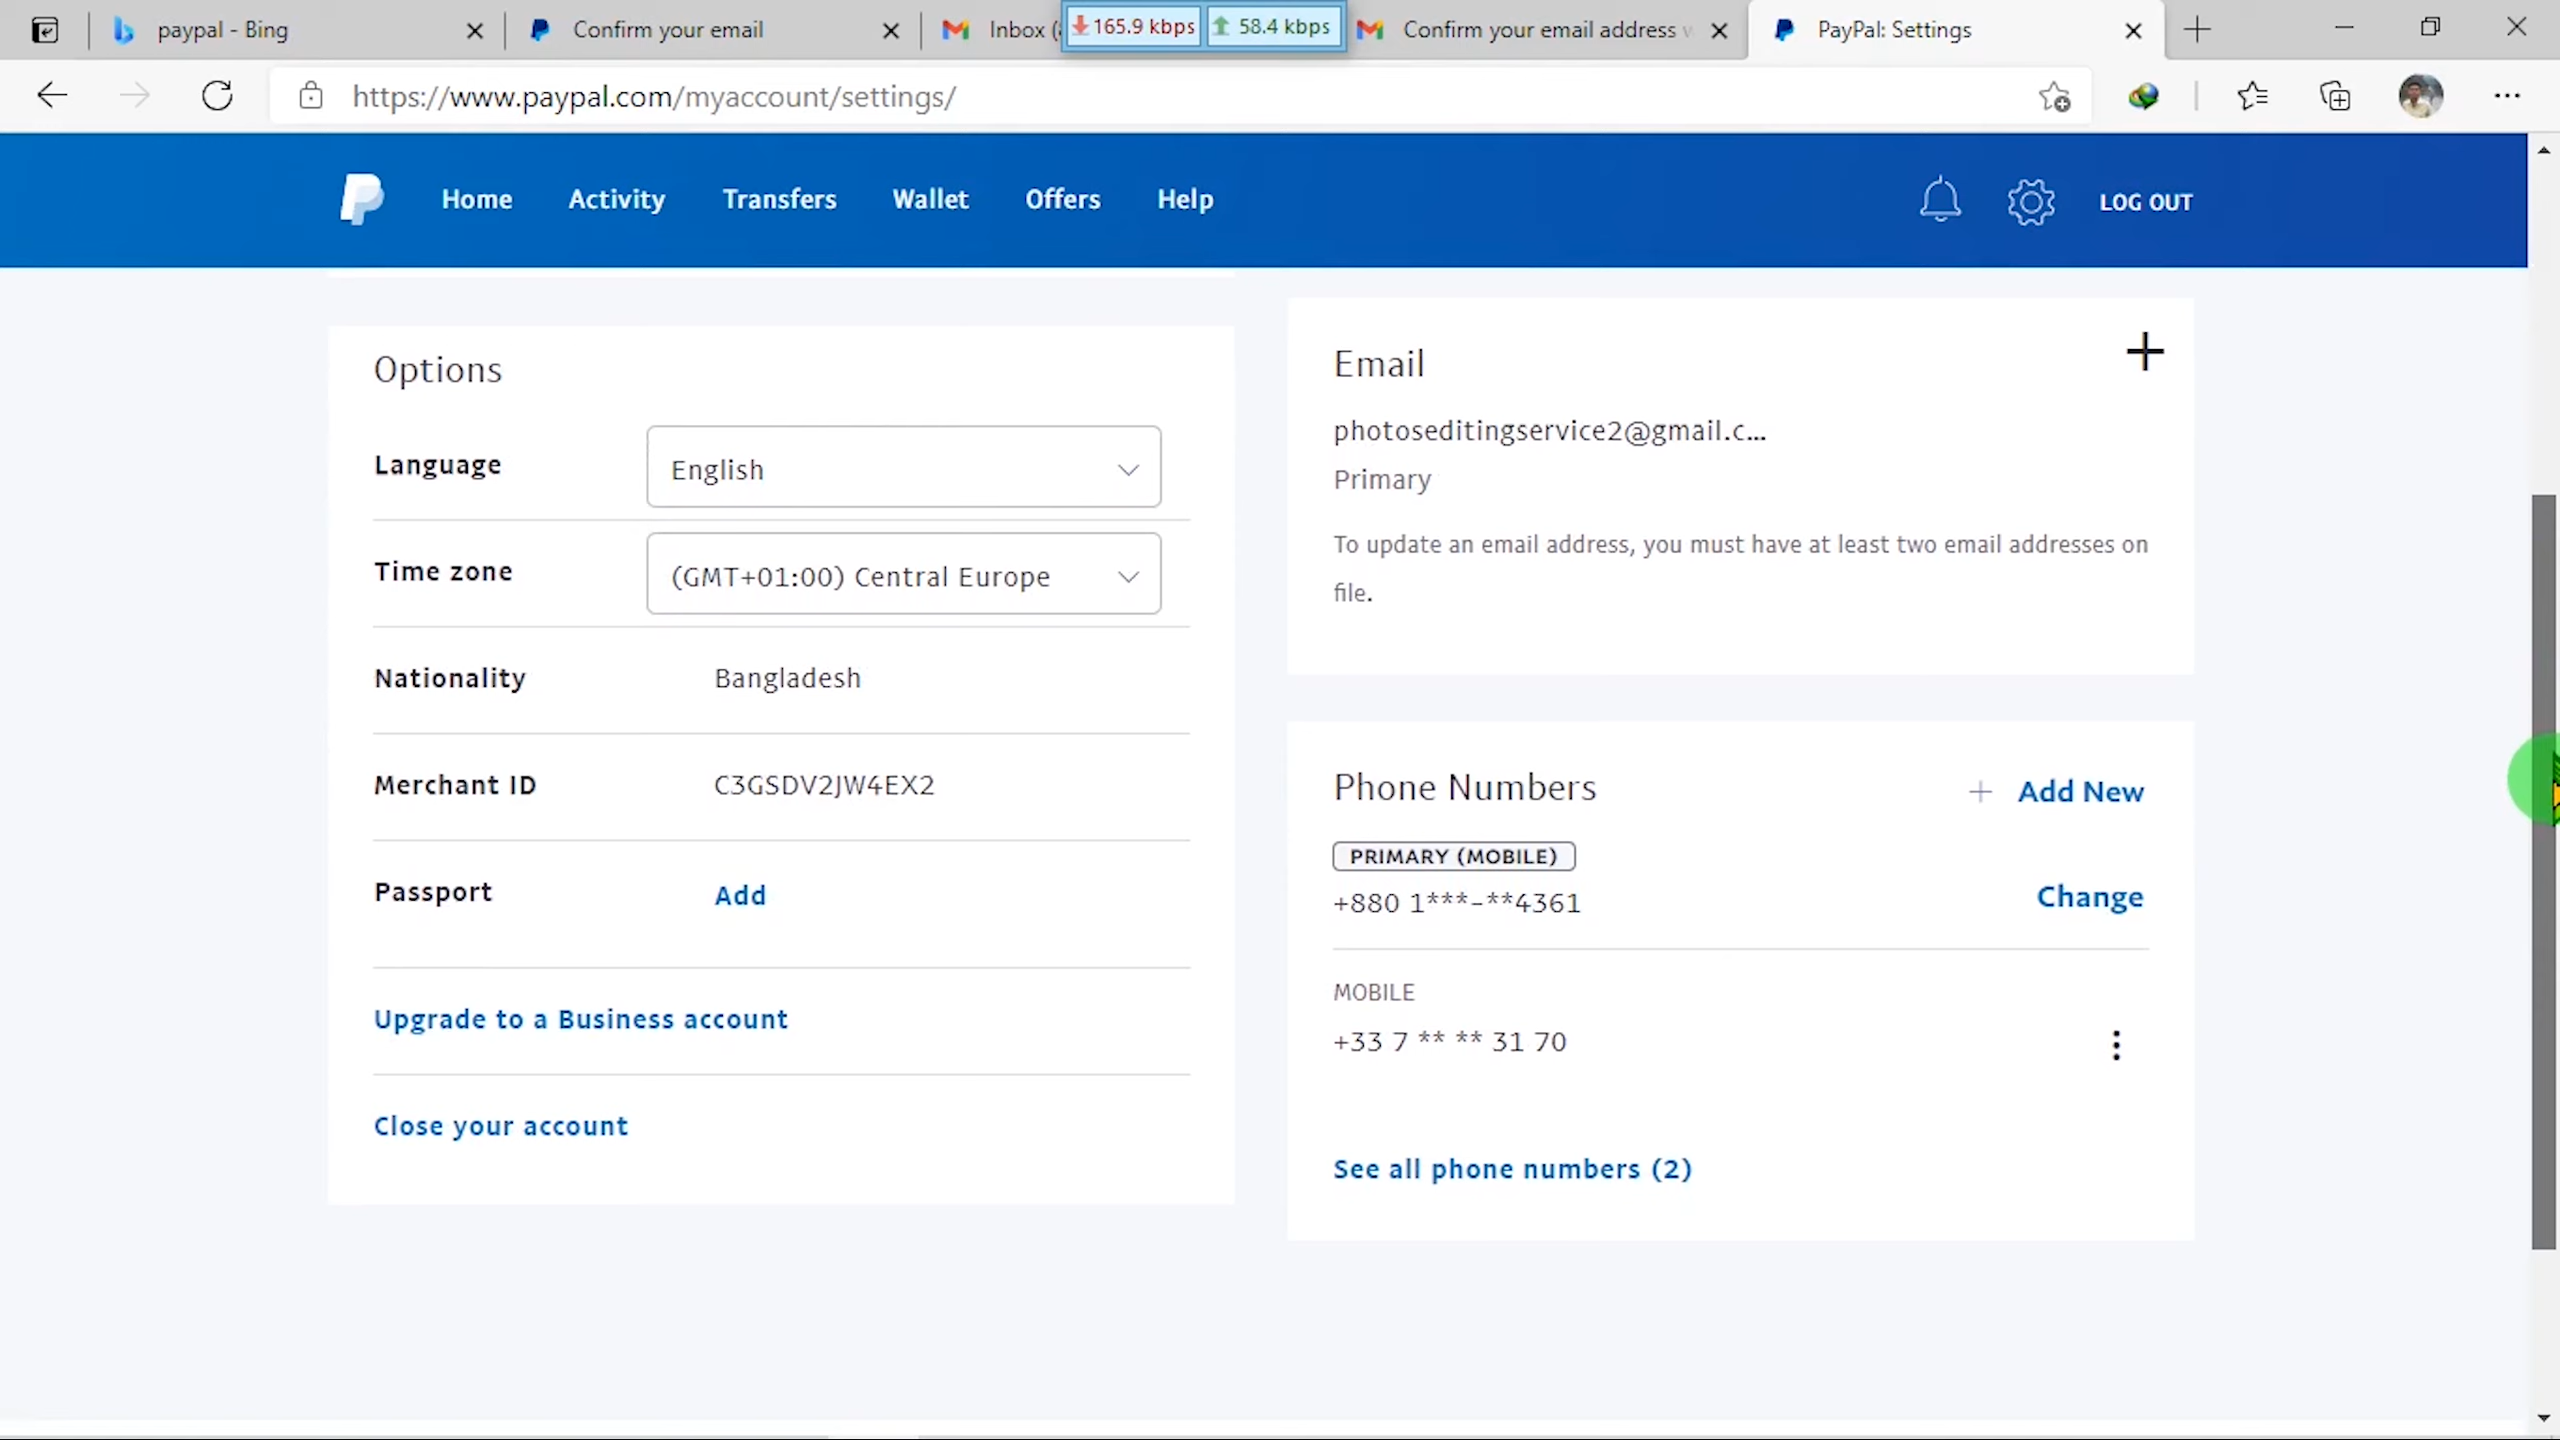 paypal - Bing
Confirm your email
Inbox (
165.9 kbps
58.4 kbps
Confirm your email address
PayPal: Settings
https://www.paypal.com/myaccount/settings/
Home
Activity
Transfers
Wallet
Offers
Help
LOG OUT
Options
Language
English
Time zone
(GMT+01:00) Central Europe
Nationality
Bangladesh
Merchant ID
C3GSDV2JW4EX2
Passport
Add
Upgrade to a Business account
Close your account
Email
photoseditingservice2@gmail.c...
Primary
To update an email address, you must have at least two email addresses on
file.
Phone Numbers
+ Add New
PRIMARY (MOBILE)
+880 1***-**4361
Change
MOBILE
+33 7 ** ** 31 70
See all phone numbers (2)